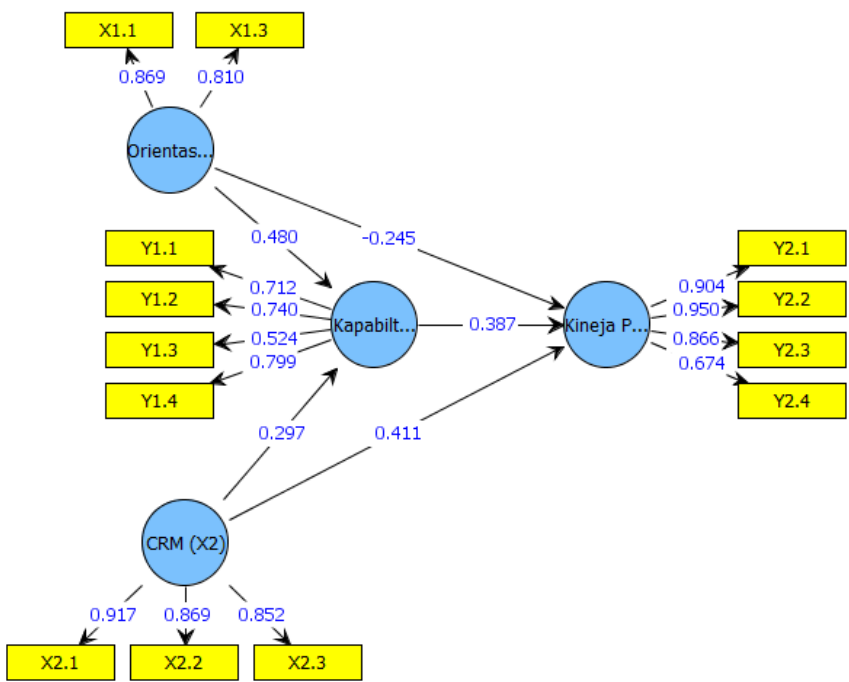 X1.1
X1.3
0.869
0.810
Orientas...
0.480
-0.245
Y1.1
Y1.2
Y1.3
Y1.4
0.712
0.740
0.524
0.799
Kapabilt...
0.387
Kineja P...
0.904
0.950
0.866
0.674
Y2.1
Y2.2
Y2.3
Y2.4
0.297
0.411
CRM (X2)
0.917
0.869
0.852
X2.1
X2.2
X2.3